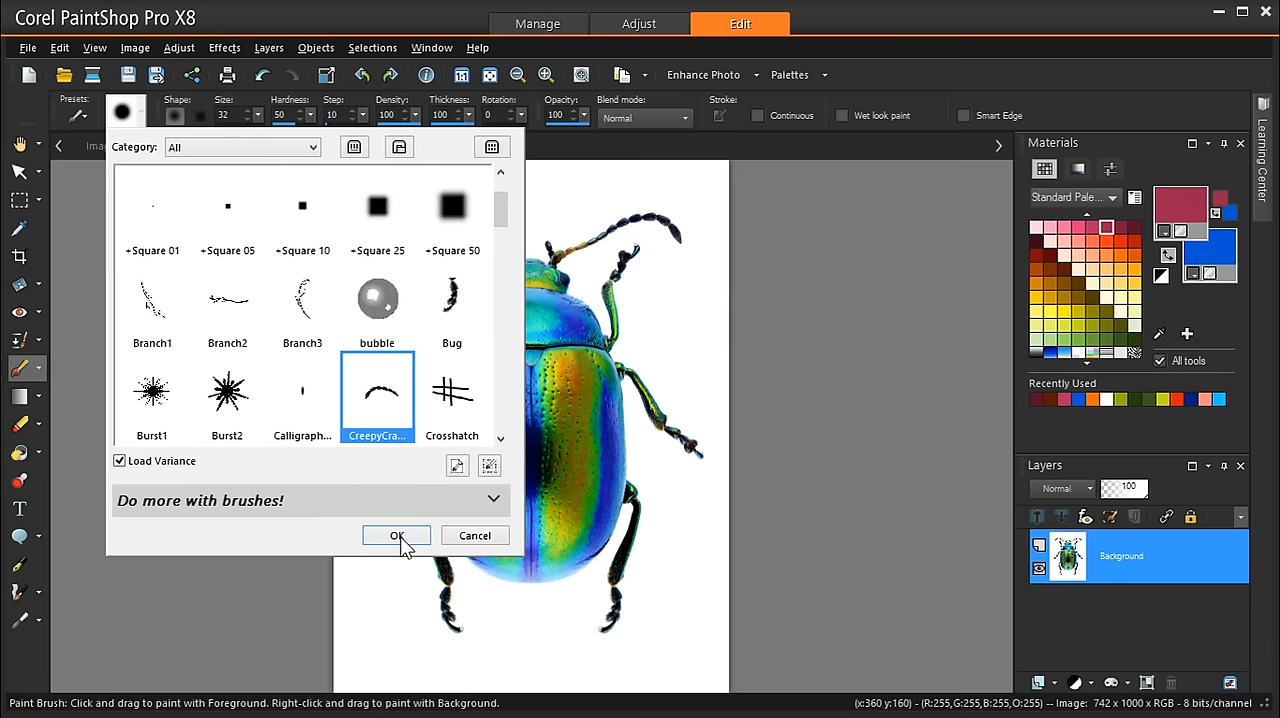 Corel PaintShop Pro X8
Manage Adjust Edit
File Edit View Image Adjust Effects Layers Objects Selections Window Help
Enhance Photo Palettes
Presets: Shape: Size: Hardness: Step: Density: Thickness: Rotation: Opacity: Blend mode: Stroke:
32 50 10 100 100 0 100 Normal Continuous Wet look paint Smart Edge
Category: All
+Square 01 +Square 05 +Square 10 +Square 25 +Square 50
Branch1 Branch2 Branch3 bubble Bug
Burst1 Burst2 Calligraph... CreepyCra... Crosshatch
Load Variance
Do more with brushes!
OK Cancel
Materials
Standard Pale...
All tools
Recently Used
Learning Center
Layers
Normal 100
Background
Paint Brush: Click and drag to paint with Foreground. Right-click and drag to paint with Background.
(x:360 y:160) - (R:255,G:255,B:255,O:255) -- Image: 742 x 1000 x RGB - 8 bits/channel